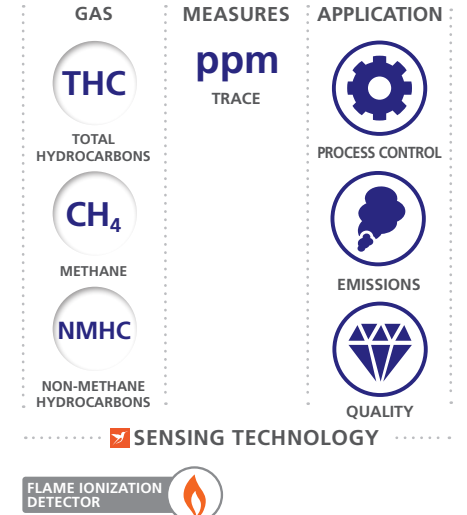 GAS
THC
TOTAL
HYDROCARBONS
CH₄
METHANE
NMHC
NON-METHANE
HYDROCARBONS
MEASURES
ppm
TRACE
APPLICATION
PROCESS CONTROL
EMISSIONS
QUALITY
SENSING TECHNOLOGY
FLAME IONIZATION
DETECTOR